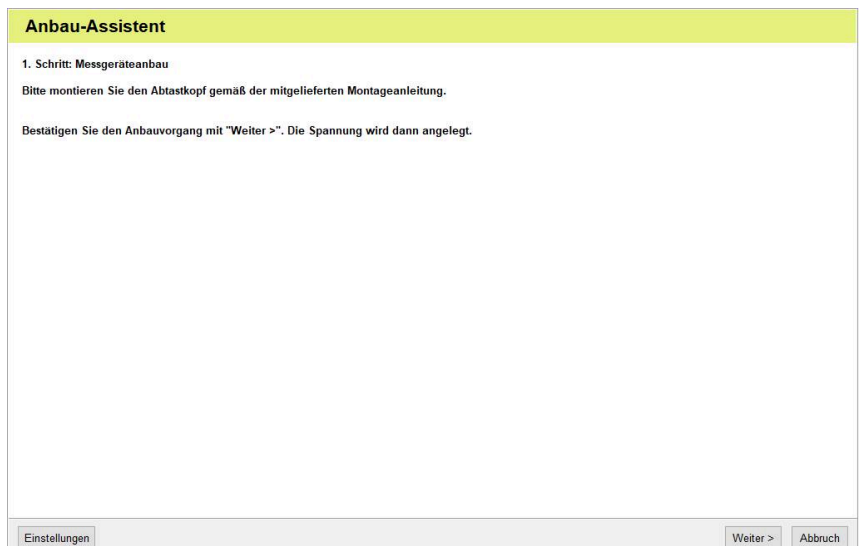 Anbau-Assistent
1. Schritt: Messgeräteanbau
Bitte montieren Sie den Abtastkopf gemäß der mitgelieferten Montageanleitung.
Bestätigen Sie den Anbauvorgang mit "Weiter >". Die Spannung wird dann angelegt.
Einstellungen
Weiter >
Abbruch